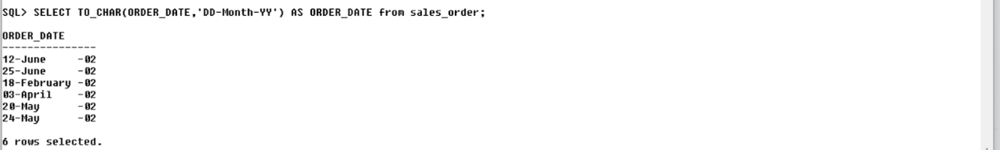 SQL> SELECT TO_CHAR(ORDER_DATE,'DD-Month-YY') AS ORDER_DATE from sales_order;
ORDER_DATE
---------------
12-June     -02
25-June     -02
18-February -02
03-April    -02
20-May      -02
24-May      -02
6 rows selected.